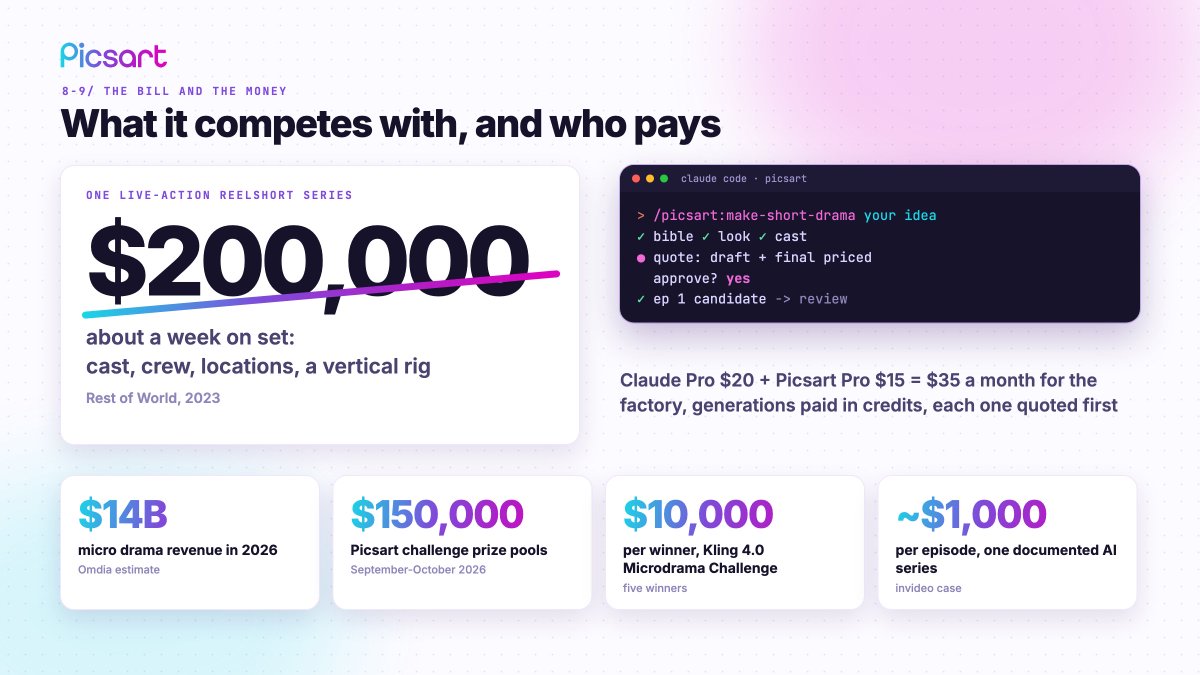 Picsart
8-9/ THE BILL AND THE MONEY
What it competes with, and who pays
ONE LIVE-ACTION REELSHORT SERIES
$200,000
about a week on set:
cast, crew, locations, a vertical rig
Rest of World, 2023
claude code · picsart
> /picsart:make-short-drama your idea
✓ bible ✓ look ✓ cast
● quote: draft + final priced
approve? yes
✓ ep 1 candidate -> review
Claude Pro $20 + Picsart Pro $15 = $35 a month for the
factory, generations paid in credits, each one quoted first
$14B
micro drama revenue in 2026
Omdia estimate
$150,000
Picsart challenge prize pools
September-October 2026
$10,000
per winner, Kling 4.0
Microdrama Challenge
five winners
~$1,000
per episode, one documented AI
series
invideo case